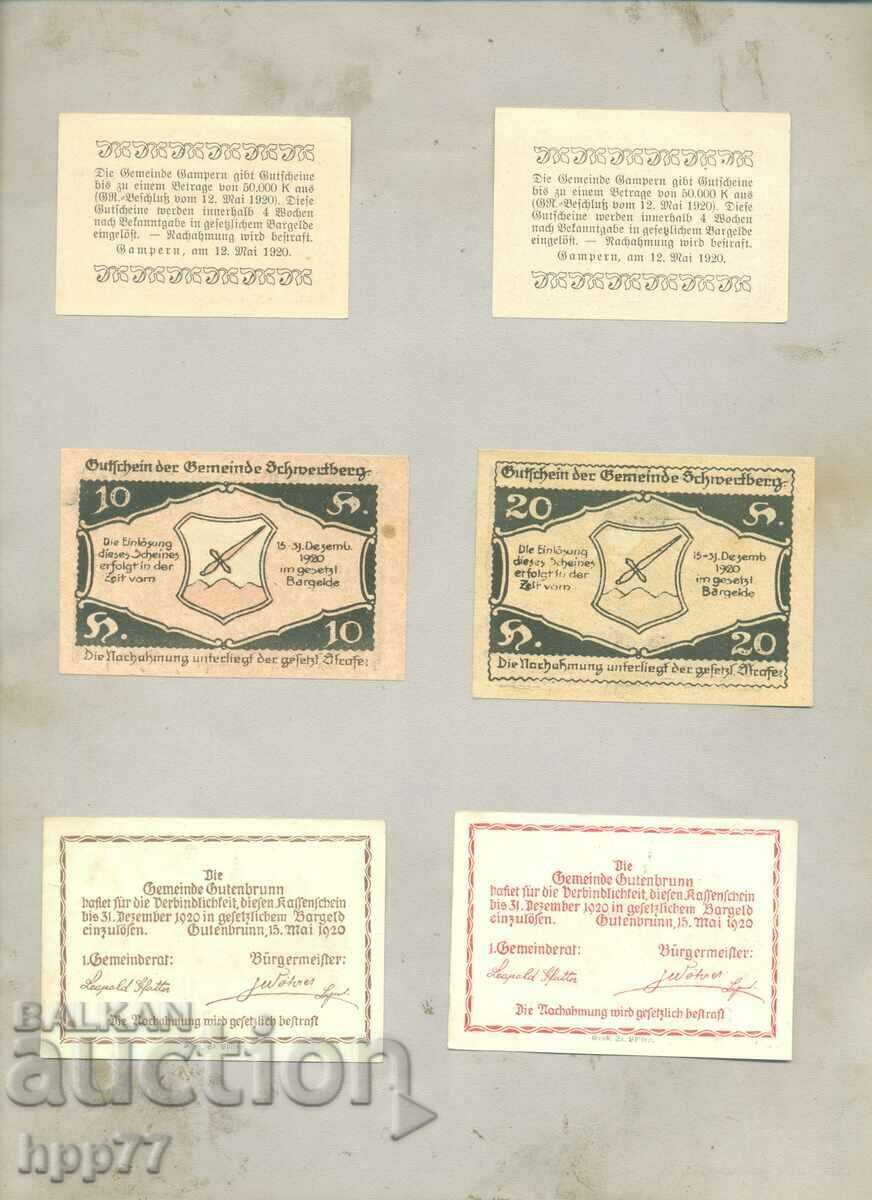 Die Gemeinde Gampern gibt Gutscheine
bis zu einem Betrage von 50.000 K aus
(GR.-Beschluß vom 12. Mai 1920). Diese
Gutscheine werden innerhalb 4 Wochen
nach Bekanntgabe in gesetzlichem Bargelde
eingelöst. — Nachahmung wird bestraft.
Gampern, am 12. Mai 1920.
Die Gemeinde Gampern gibt Gutscheine
bis zu einem Betrage von 50.000 K aus
(GR.-Beschluß vom 12. Mai 1920). Diese
Gutscheine werden innerhalb 4 Wochen
nach Bekanntgabe in gesetzlichem Bargelde
eingelöst. — Nachahmung wird bestraft.
Gampern, am 12. Mai 1920.
Gutschein der Gemeinde Schwertberg
10 H.
Die Einlösung
dieses Scheines
erfolgt in der
Zeit vom
15-31. Dezemb.
1920
im gesetzl.
Bargelde
H. 10
Die Nachahmung unterliegt der gesetzl. Strafe.
Gutschein der Gemeinde Schwertberg
20 H.
Die Einlösung
dieses Scheines
erfolgt in der
Zeit vom
15-31. Dezemb
1920
im gesetzl.
Bargelde
H. 20
Die Nachahmung unterliegt der gesetzl. Strafe.
Die
Gemeinde Gutenbrunn
haftet für die Verbindlichkeit, diesen Kassenschein
bis 31. Dezember 1920 in gesetzlichem Bargeld
einzulösen. Gutenbrunn, 15. Mai 1920
1. Gemeinderat: Bürgermeister:
Leopold
Die Nachahmung wird gesetzlich bestraft
Die
Gemeinde Gutenbrunn
haftet für die Verbindlichkeit, diesen Kassenschein
bis 31. Dezember 1920 in gesetzlichem Bargeld
einzulösen. Gutenbrunn, 15. Mai 1920
1. Gemeinderat: Bürgermeister:
Leopold
Die Nachahmung wird gesetzlich bestraft
BALKAN
auction
hpp77